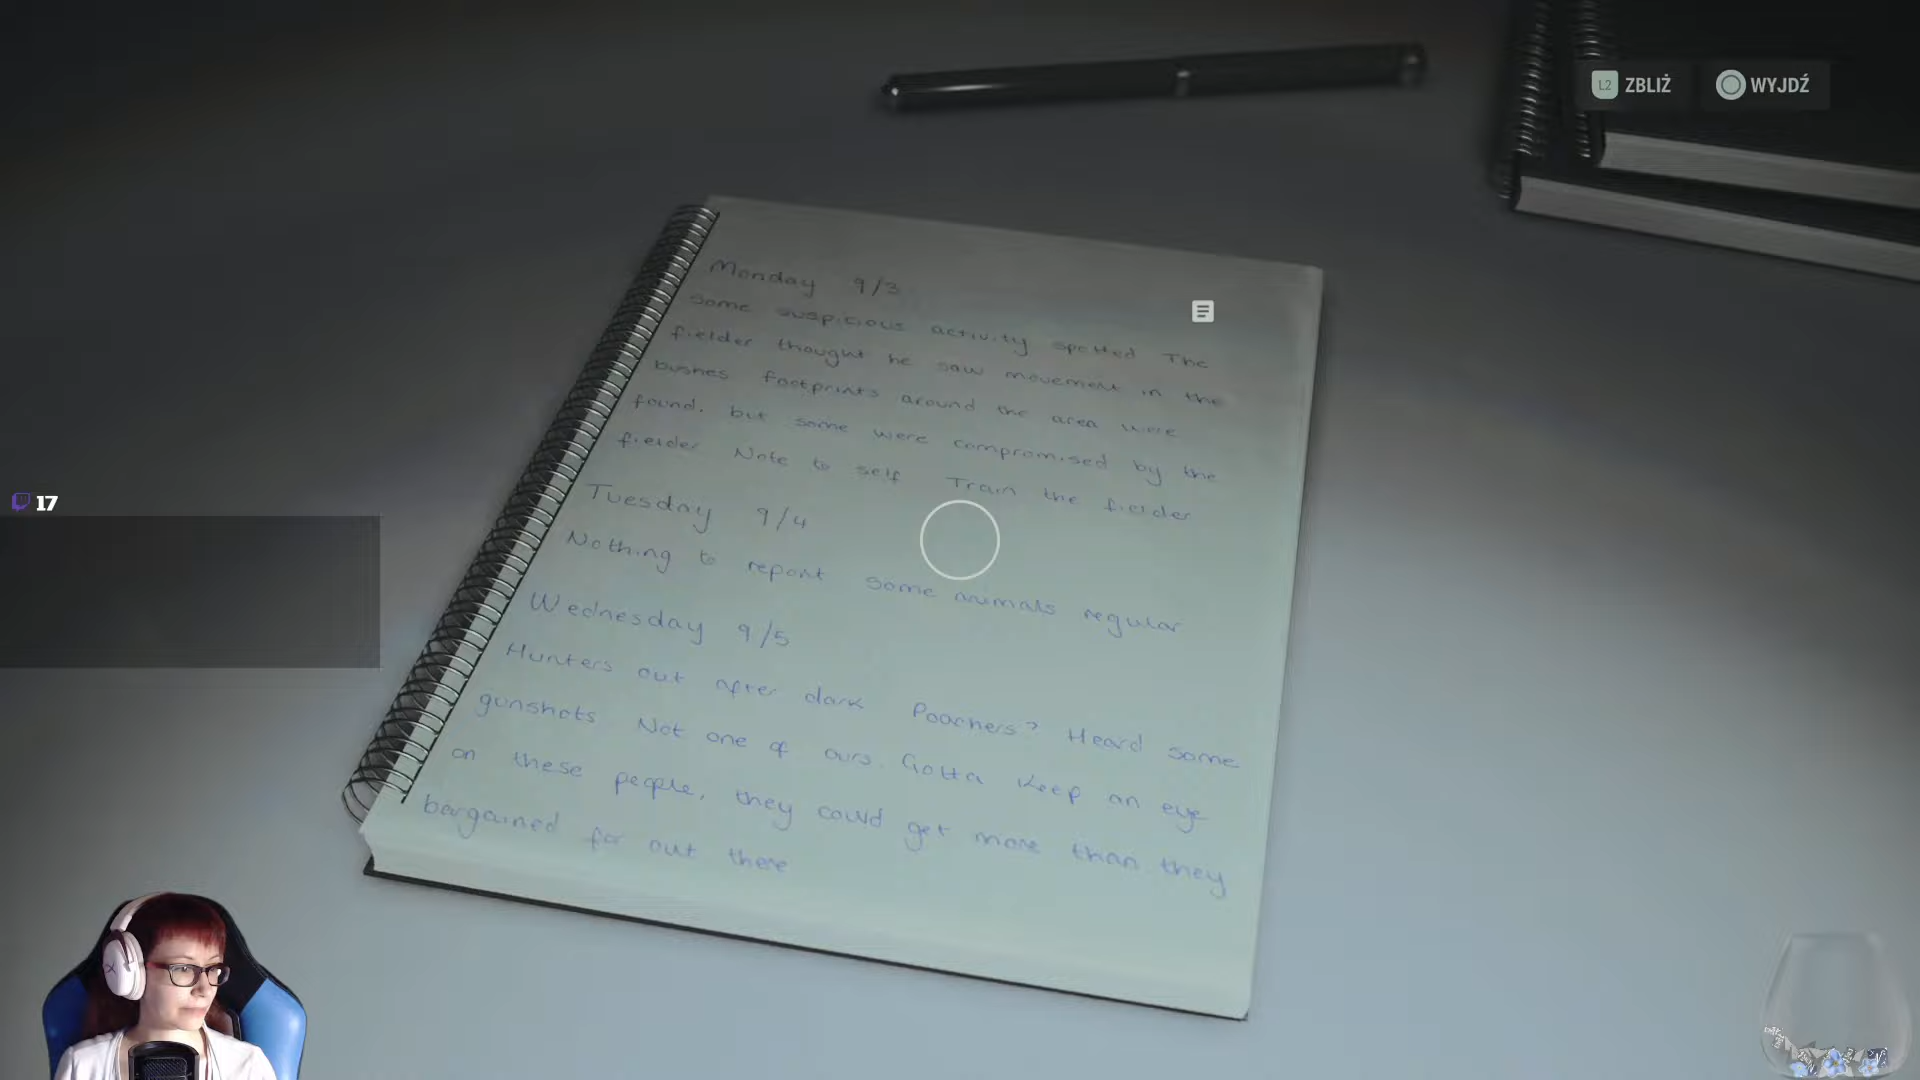 L2 ZBLIŻ WYJDŹ
Monday 9/3
Some suspicious activity spotted The
fielder thought he saw movement in the
bushes footprints around the area were
found. but some were compromised by the
fielder Note to self Train the fielder
Tuesday 9/4
Nothing to report some animals regular
Wednesday 9/5
Hunters out after dark Poachers? Heard some
gunshots Not one of ours. Gotta keep an eye
on these people, they could get more than they
bargained for out there
17